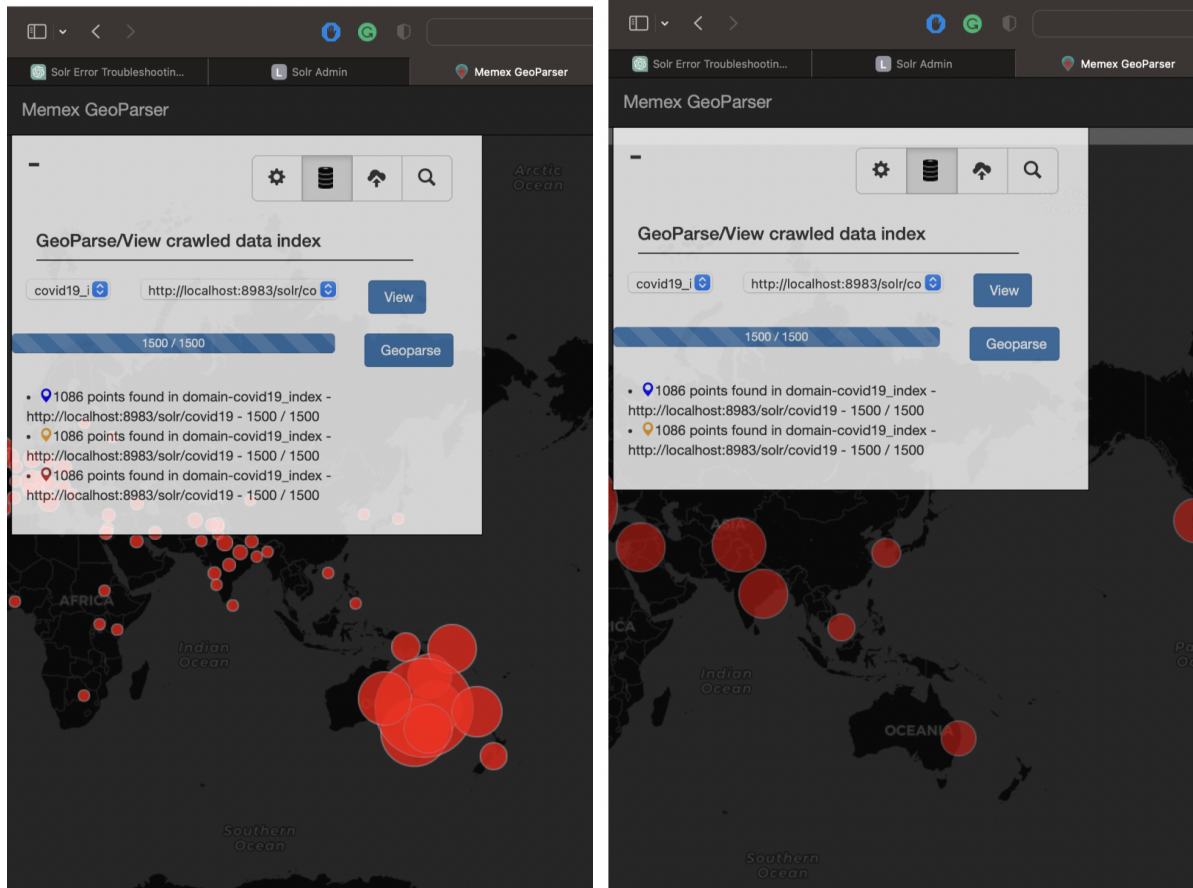 Solr Error Troubleshootin...
L Solr Admin
Memex GeoParser
Memex GeoParser
Arctic
Ocean
GeoParse/View crawled data index
covid19_i
http://localhost:8983/solr/co
View
1500 / 1500
Geoparse
• 1086 points found in domain-covid19_index -
http://localhost:8983/solr/covid19 - 1500 / 1500
• 1086 points found in domain-covid19_index -
http://localhost:8983/solr/covid19 - 1500 / 1500
• 1086 points found in domain-covid19_index -
http://localhost:8983/solr/covid19 - 1500 / 1500
AFRICA
Indian
Ocean
Southern
Ocean
Solr Error Troubleshootin...
L Solr Admin
Memex GeoParser
Memex GeoParser
GeoParse/View crawled data index
covid19_i
http://localhost:8983/solr/co
View
1500 / 1500
Geoparse
• 1086 points found in domain-covid19_index -
http://localhost:8983/solr/covid19 - 1500 / 1500
• 1086 points found in domain-covid19_index -
http://localhost:8983/solr/covid19 - 1500 / 1500
ASIA
ICA
Indian
Ocean
OCEANIA
Pa
O
Southern
Ocean